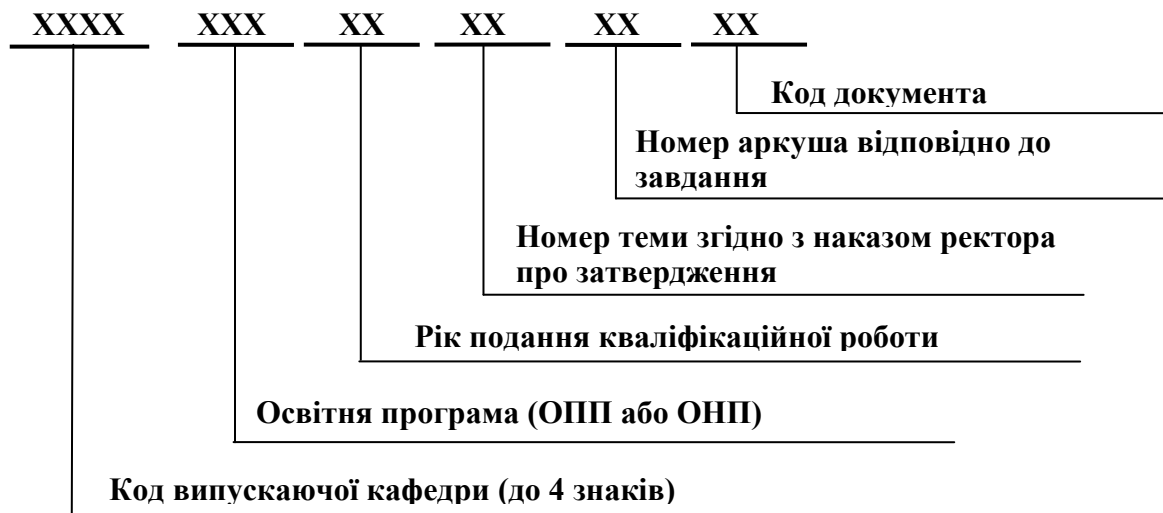 XXXX XXX XX XX XX XX
Код документа
Номер аркуша відповідно до
завдання
Номер теми згідно з наказом ректора
про затвердження
Рік подання кваліфікаційної роботи
Освітня програма (ОПП або ОНП)
Код випускаючої кафедри (до 4 знаків)